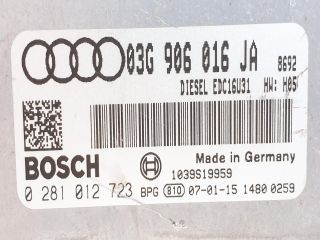 03G 906 016 JA 8692
DIESEL EDC16U31 HW: H05
BOSCH
Made in Germany
1039S19959
0 281 012 723 BPG 810 07-01-15 1480 0259